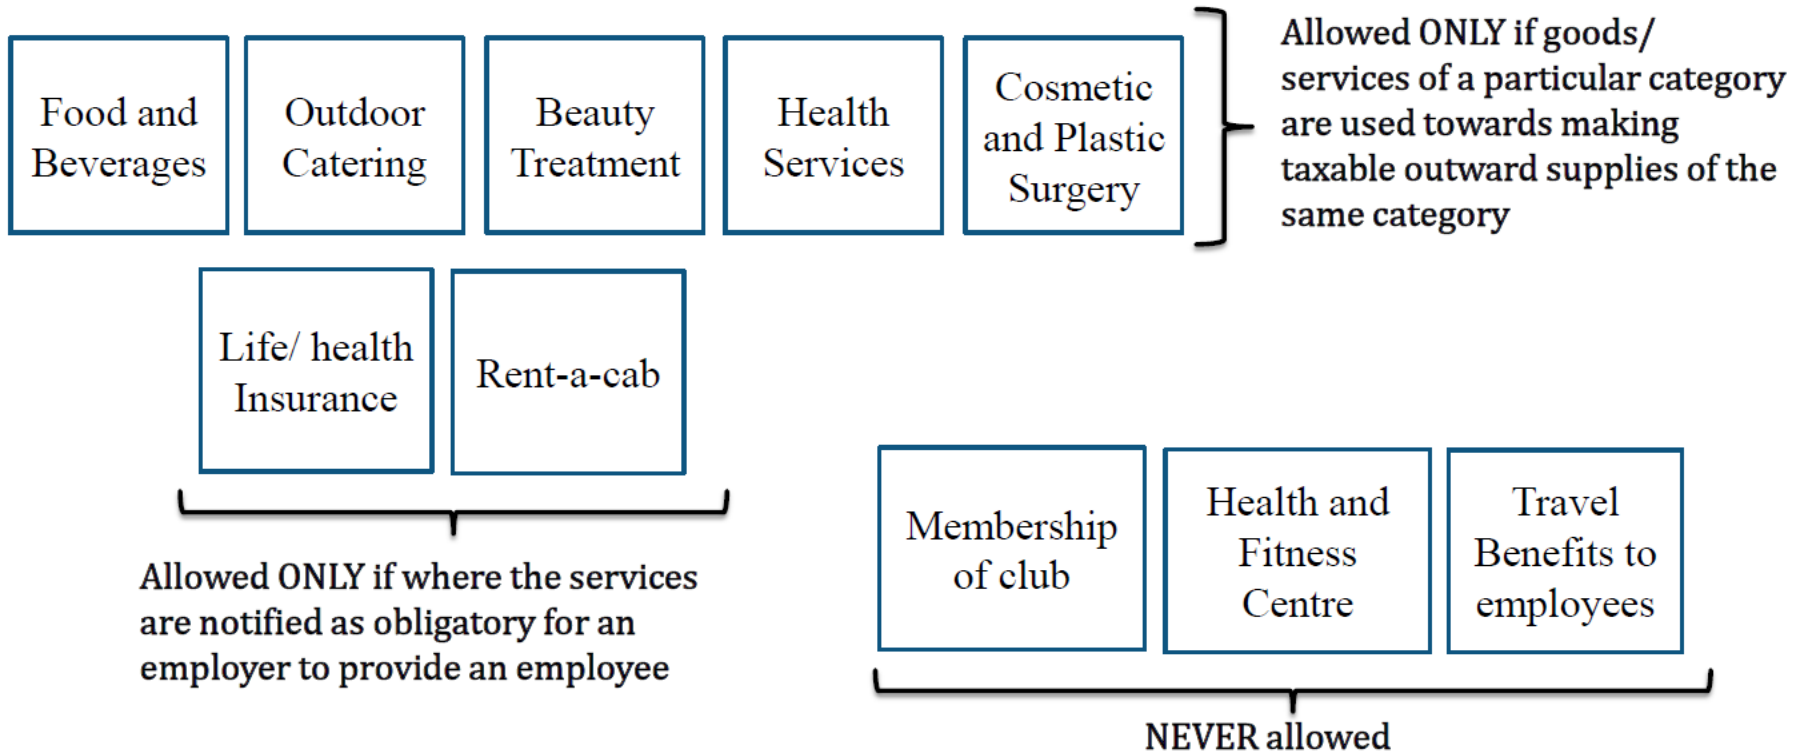 Food and
Beverages
Outdoor
Catering
Beauty
Treatment
Health
Services
Cosmetic
and Plastic
Surgery
Allowed ONLY if goods/
services of a particular category
are used towards making
taxable outward supplies of the
same category
Life/ health
Insurance
Rent-a-cab
Allowed ONLY if where the services
are notified as obligatory for an
employer to provide an employee
Membership
of club
Health and
Fitness
Centre
Travel
Benefits to
employees
NEVER allowed